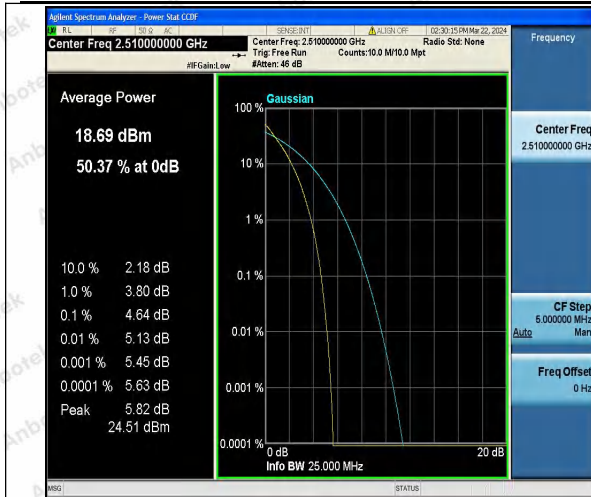 Agilent Spectrum Analyzer - Power Stat CCDF
RL RF 50 Ω AC SENSE:INT ALIGN OFF 02:30:15 PM Mar 22, 2024
Center Freq 2.510000000 GHz
Center Freq: 2.510000000 GHz Radio Std: None
Trig: Free Run Counts:10.0 M/10.0 Mpt
#IFGain:Low #Atten: 46 dB
Frequency
Average Power
18.69 dBm
50.37 % at 0dB
10.0 % 2.18 dB
1.0 % 3.80 dB
0.1 % 4.64 dB
0.01 % 5.13 dB
0.001 % 5.45 dB
0.0001 % 5.63 dB
Peak 5.82 dB
24.51 dBm
Gaussian
100 %
10 %
1 %
0.1 %
0.01 %
0.001 %
0.0001 %
0 dB 20 dB
Info BW 25.000 MHz
Center Freq
2.510000000 GHz
CF Step
5.000000 MHz
Auto Man
Freq Offset
0 Hz
MSG STATUS